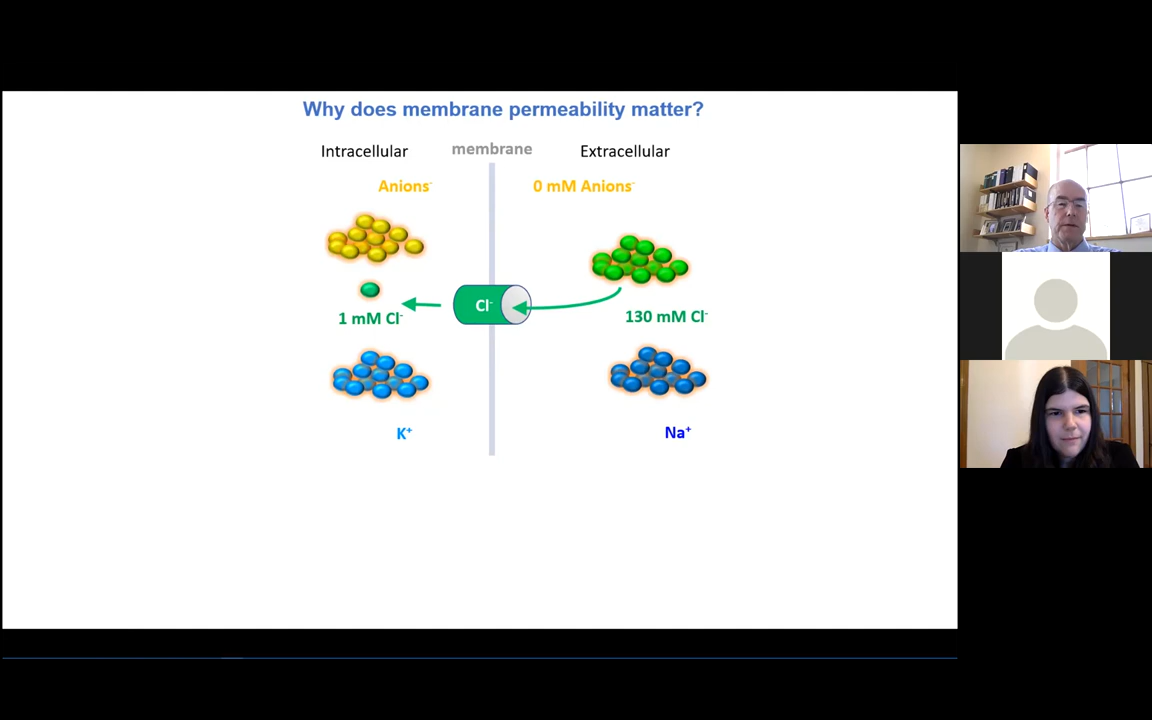 Why does membrane permeability matter?
Intracellular membrane Extracellular
Anions⁻ 0 mM Anions⁻
Cl⁻
1 mM Cl⁻ 130 mM Cl⁻
K⁺ Na⁺